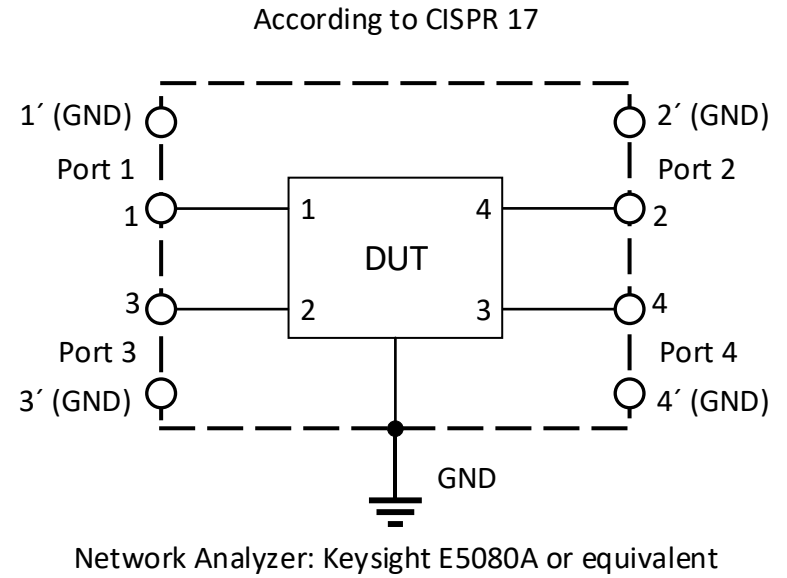 According to CISPR 17
1´ (GND)
2´ (GND)
Port 1
Port 2
1
1
4
2
DUT
3
2
3
4
Port 3
Port 4
3´ (GND)
4´ (GND)
GND
Network Analyzer: Keysight E5080A or equivalent